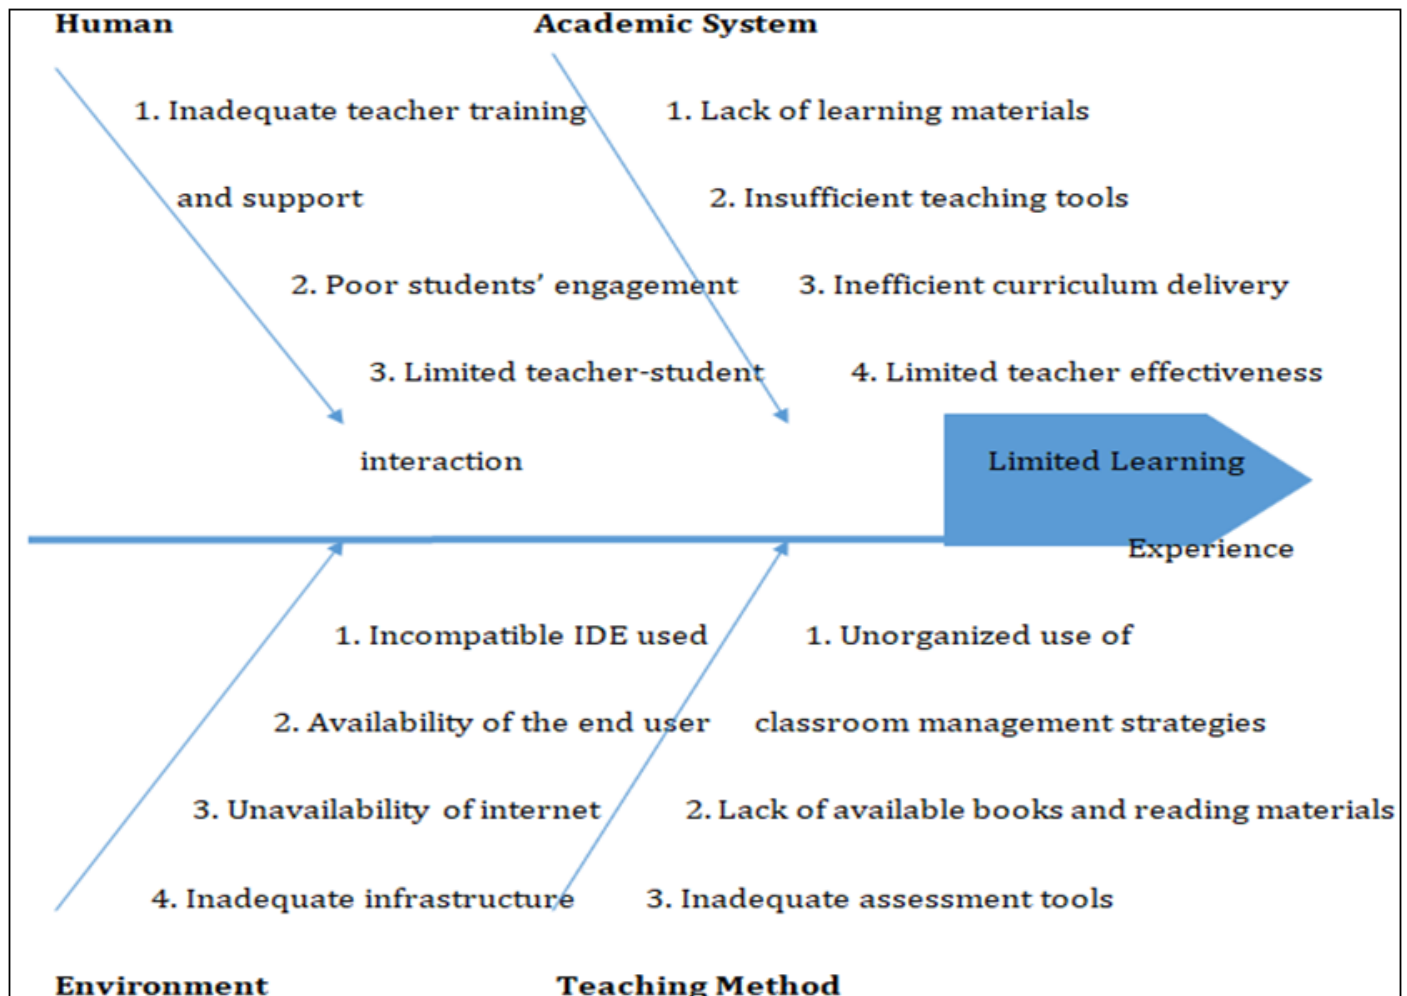 Human
1. Inadequate teacher training
and support
2. Poor students’ engagement
3. Limited teacher-student
interaction
Academic System
1. Lack of learning materials
2. Insufficient teaching tools
3. Inefficient curriculum delivery
4. Limited teacher effectiveness
Limited Learning
Experience
1. Incompatible IDE used
2. Availability of the end user
3. Unavailability of internet
4. Inadequate infrastructure
Environment
1. Unorganized use of
classroom management strategies
2. Lack of available books and reading materials
3. Inadequate assessment tools
Teaching Method